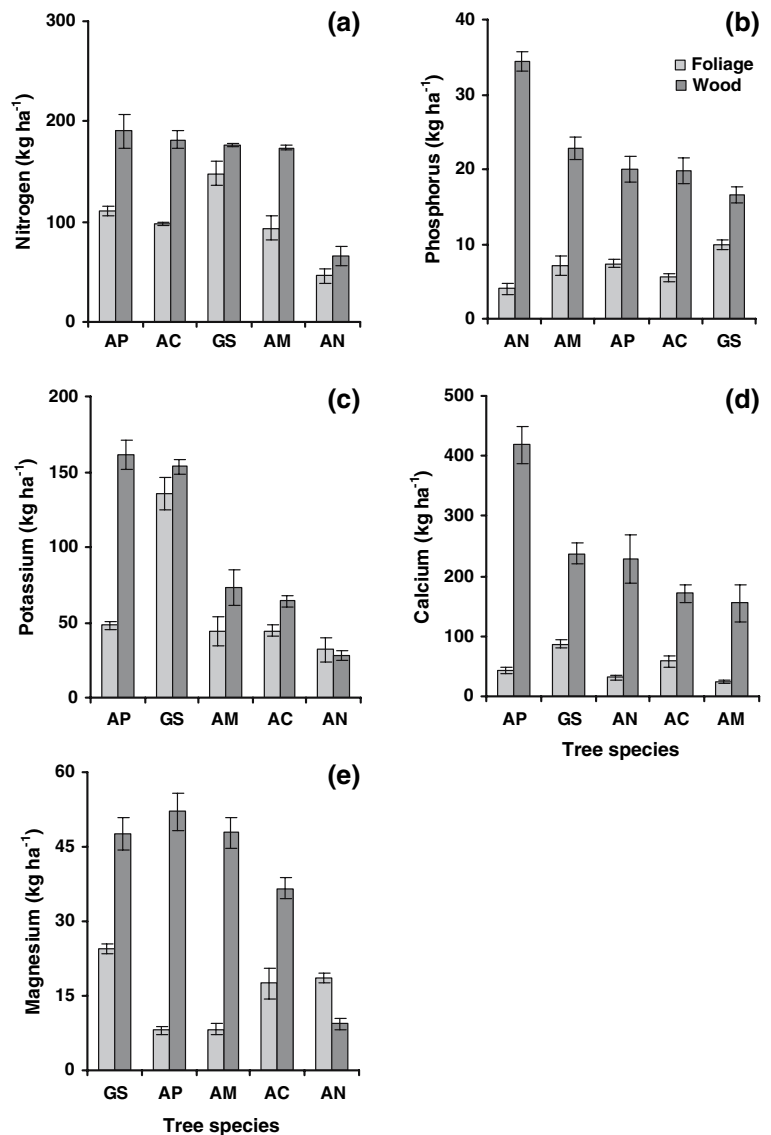 (a)
Nitrogen (kg ha-1)
300
200
100
0
AP AC GS AM AN
(b)
Foliage
Wood
Phosphorus (kg ha-1)
40
30
20
10
0
AN AM AP AC GS
(c)
Potassium (kg ha-1)
200
150
100
50
0
AP GS AM AC AN
(d)
Calcium (kg ha-1)
500
400
300
200
100
0
AP GS AN AC AM
Tree species
(e)
Magnesium (kg ha-1)
60
45
30
15
0
GS AP AM AC AN
Tree species